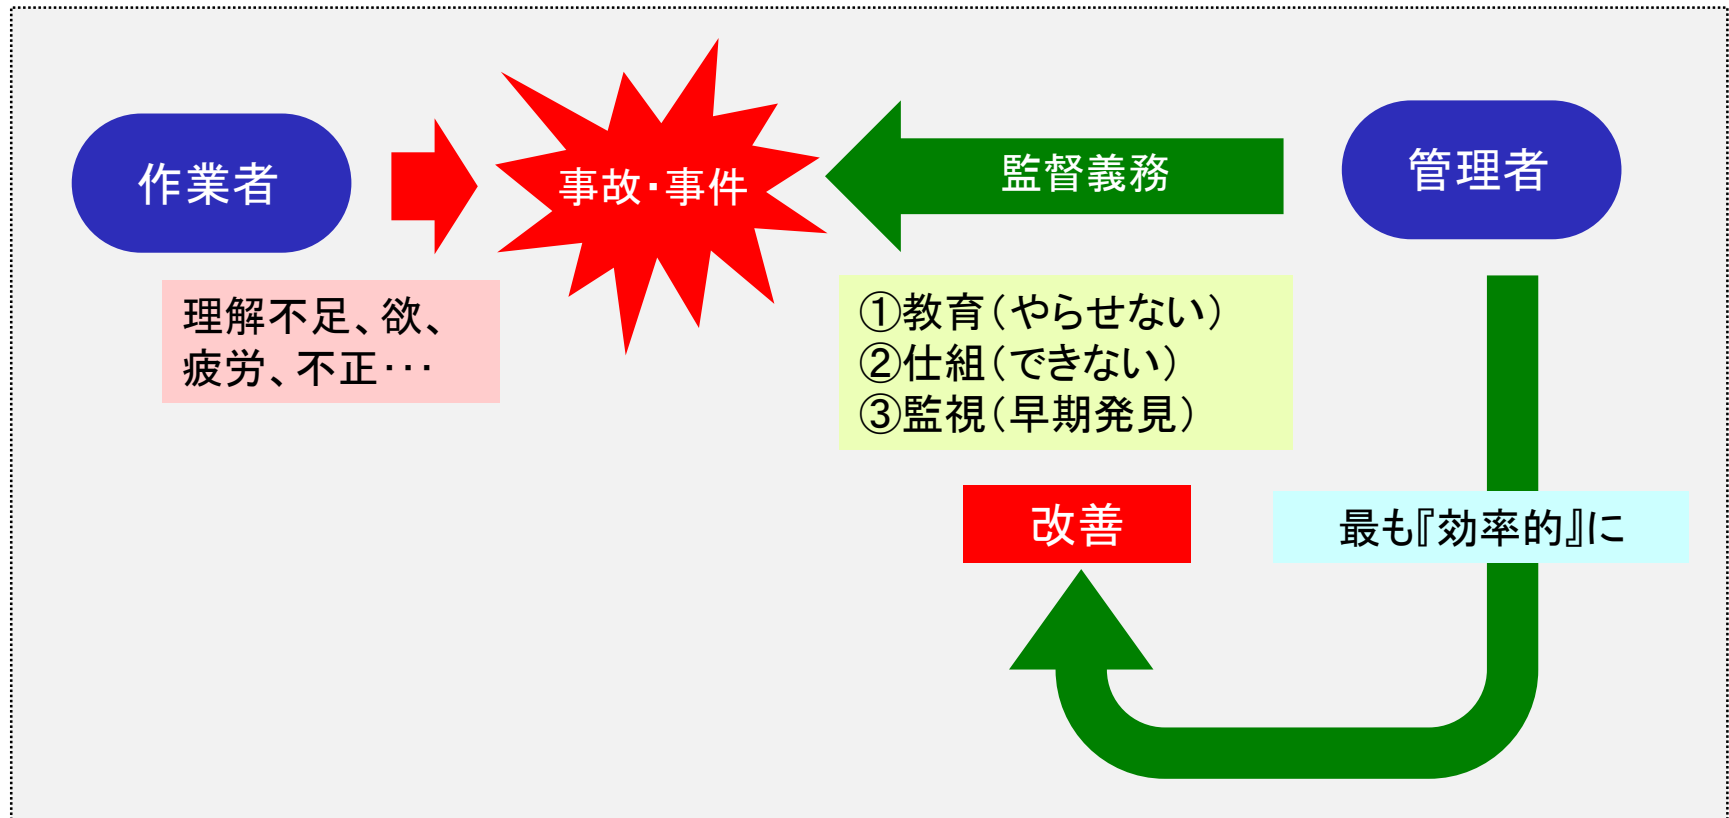 作業者
事故・事件
監督義務
管理者
理解不足、欲、
疲労、不正・・・
①教育（やらせない）
②仕組（できない）
③監視（早期発見）
改善
最も『効率的』に